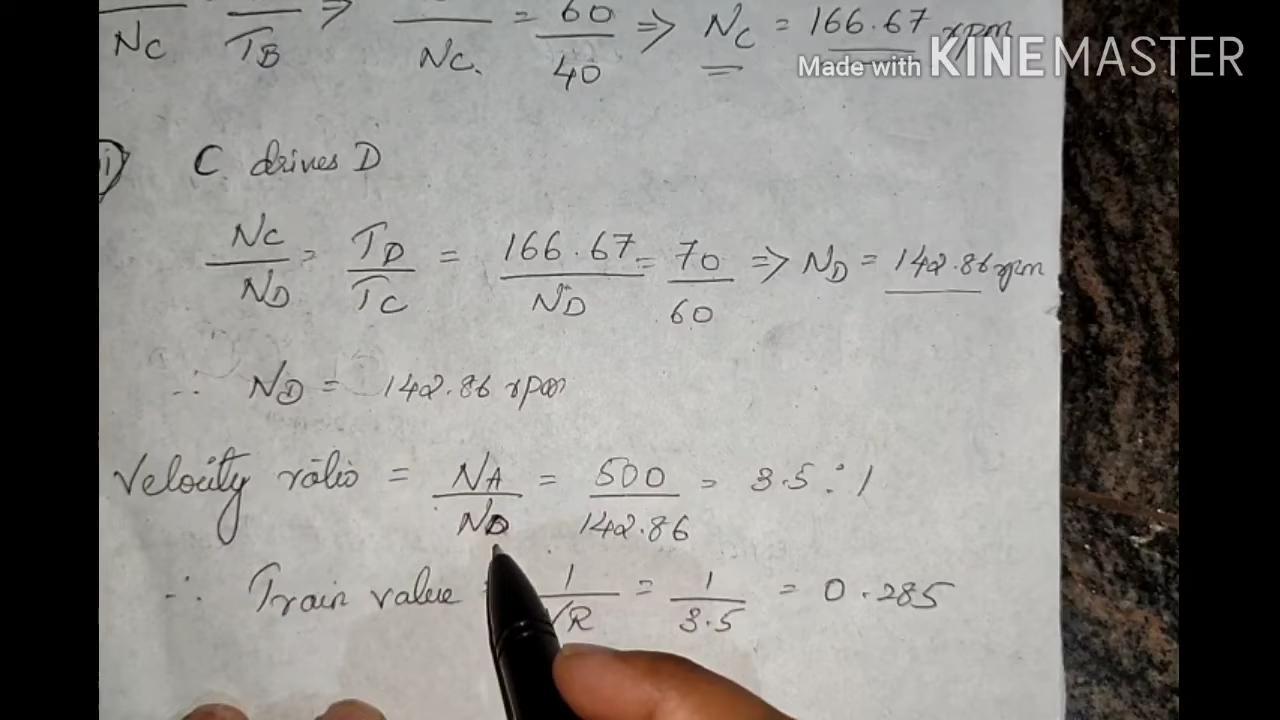 NC TB => NC. = 60/40 => NC = 166.67 rpm
Made with KINEMASTER
i) C drives D
NC/ND = TD/TC = 166.67/ND = 70/60 => ND = 142.86 rpm
∴ ND = 142.86 rpm
Velocity ratio = NA/ND = 500/142.86 = 3.5 : 1
∴ Train value = 1/VR = 1/3.5 = 0.285